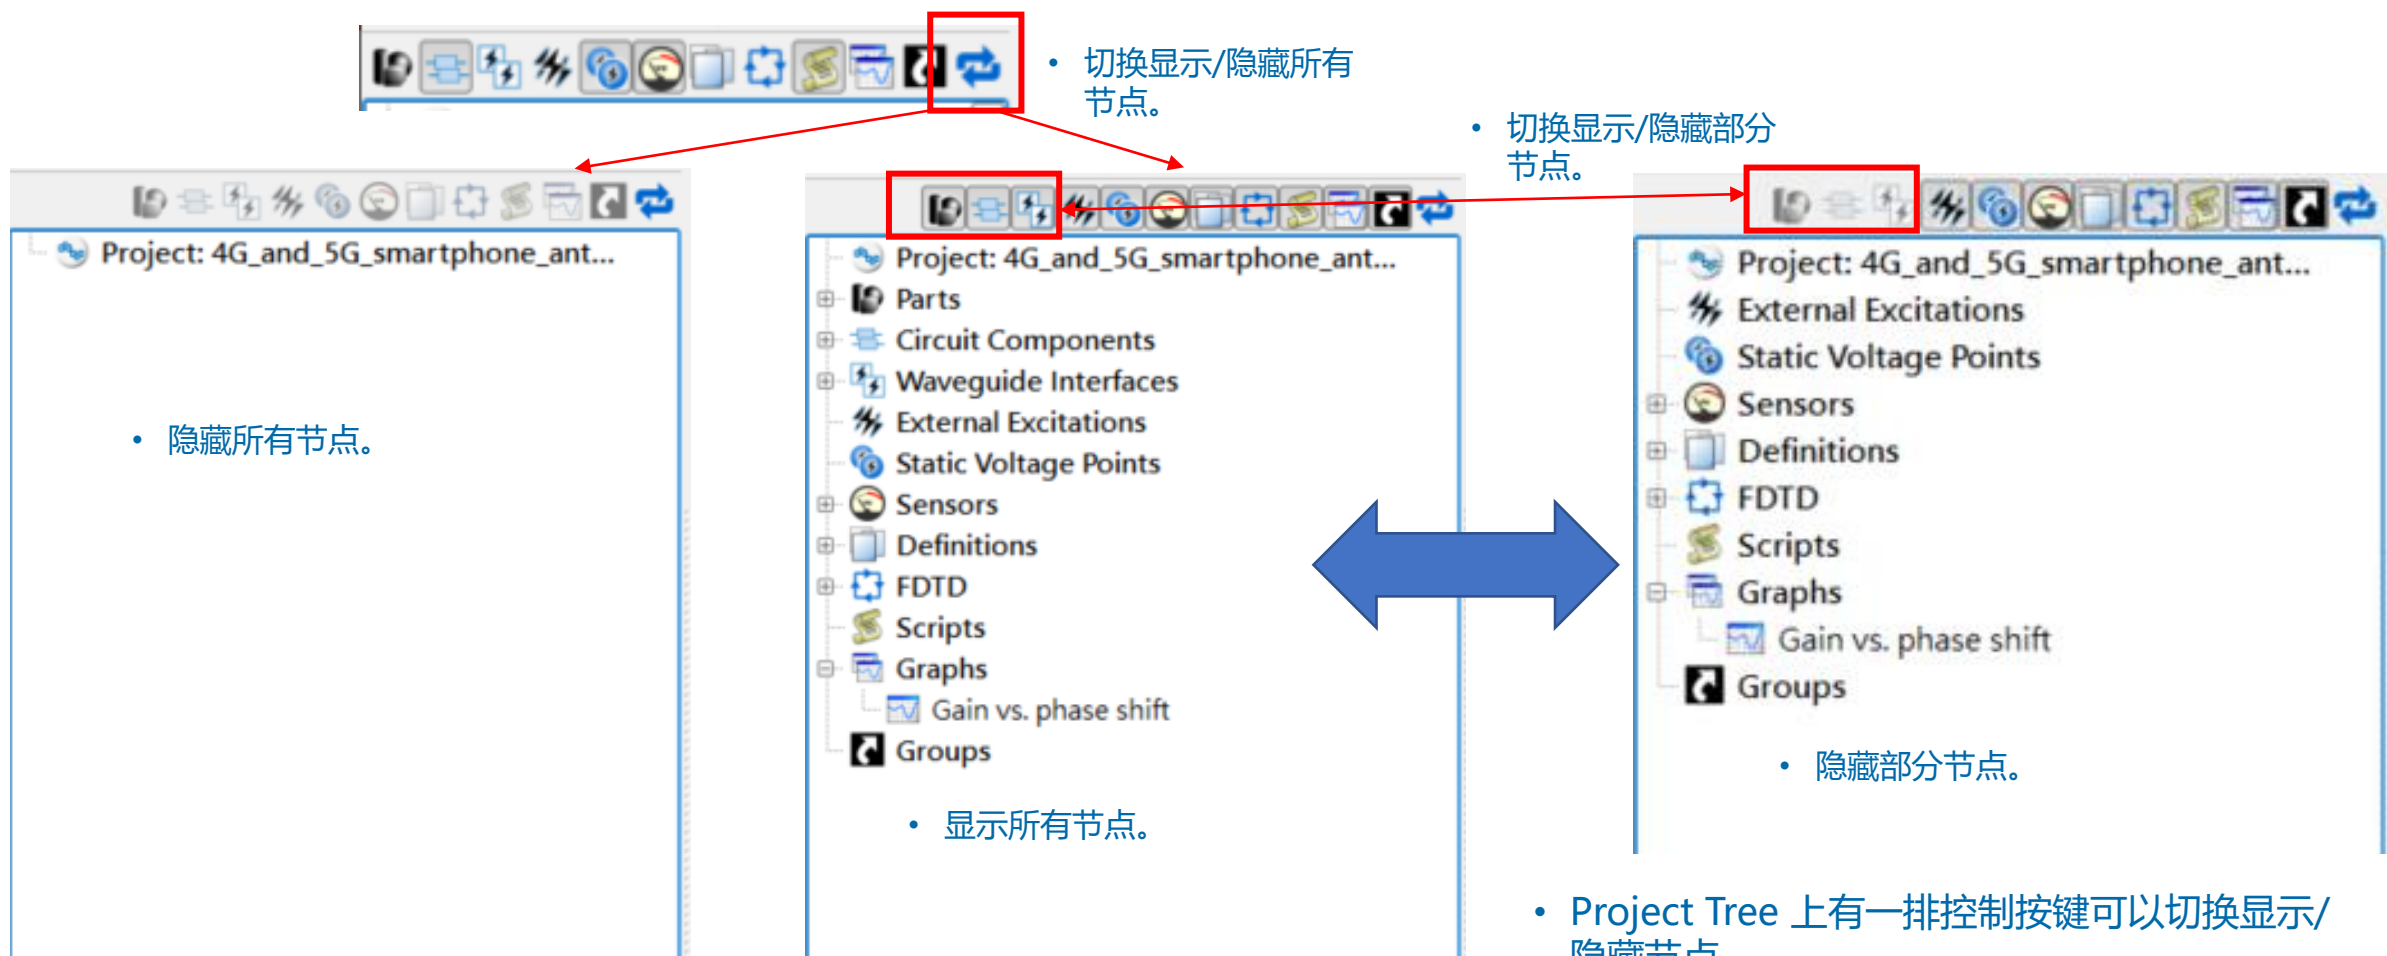 • 切换显示/隐藏所有
节点。
• 切换显示/隐藏部分
节点。
Project: 4G_and_5G_smartphone_ant...
• 隐藏所有节点。
Project: 4G_and_5G_smartphone_ant...
Parts
Circuit Components
Waveguide Interfaces
External Excitations
Static Voltage Points
Sensors
Definitions
FDTD
Scripts
Graphs
Gain vs. phase shift
Groups
• 显示所有节点。
Project: 4G_and_5G_smartphone_ant...
External Excitations
Static Voltage Points
Sensors
Definitions
FDTD
Scripts
Graphs
Gain vs. phase shift
Groups
• 隐藏部分节点。
• Project Tree 上有一排控制按键可以切换显示/
隐藏节点